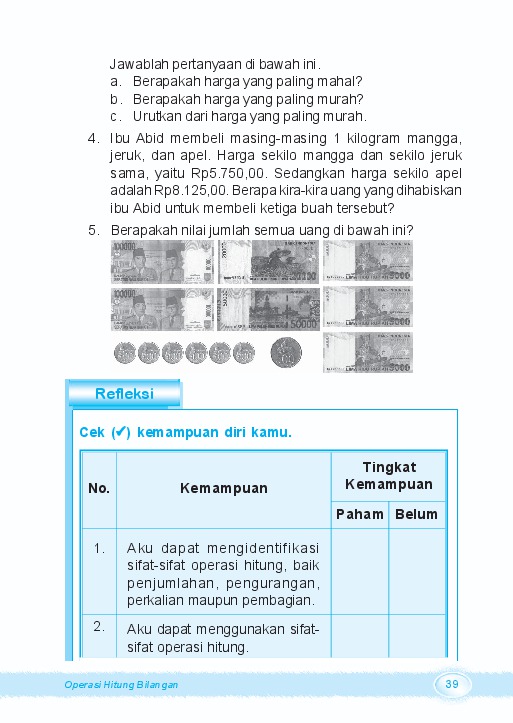 Jawablah pertanyaan di bawah ini.
a. Berapakah harga yang paling mahal?
b. Berapakah harga yang paling murah?
c. Urutkan dari harga yang paling murah.
4. Ibu Abid membeli masing-masing 1 kilogram mangga,
jeruk, dan apel. Harga sekilo mangga dan sekilo jeruk
sama, yaitu Rp5.750,00. Sedangkan harga sekilo apel
adalah Rp8.125,00. Berapa kira-kira uang yang dihabiskan
ibu Abid untuk membeli ketiga buah tersebut?
5. Berapakah nilai jumlah semua uang di bawah ini?
100000
100000
50000
5000
5000
5000
Refleksi
Cek (✔) kemampuan diri kamu.
No. Kemampuan Tingkat Kemampuan
Paham Belum
1. Aku dapat mengidentifikasi
sifat-sifat operasi hitung, baik
penjumlahan, pengurangan,
perkalian maupun pembagian.
2. Aku dapat menggunakan sifat-
sifat operasi hitung.
Operasi Hitung Bilangan 39